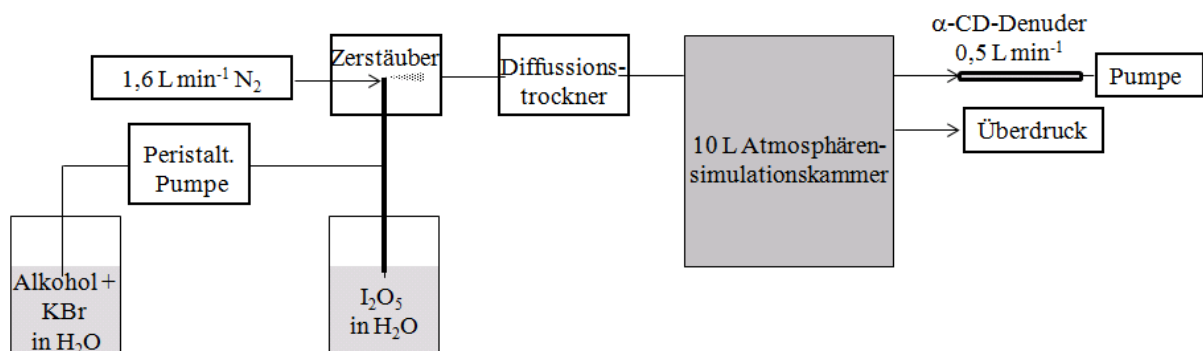 1,6 L min⁻¹ N₂
Zerstäuber
Diffussions-
trockner
α-CD-Denuder
0,5 L min⁻¹
Pumpe
Überdruck
10 L Atmosphären-
simulationskammer
Peristalt.
Pumpe
Alkohol +
KBr
in H₂O
I₂O₅
in H₂O